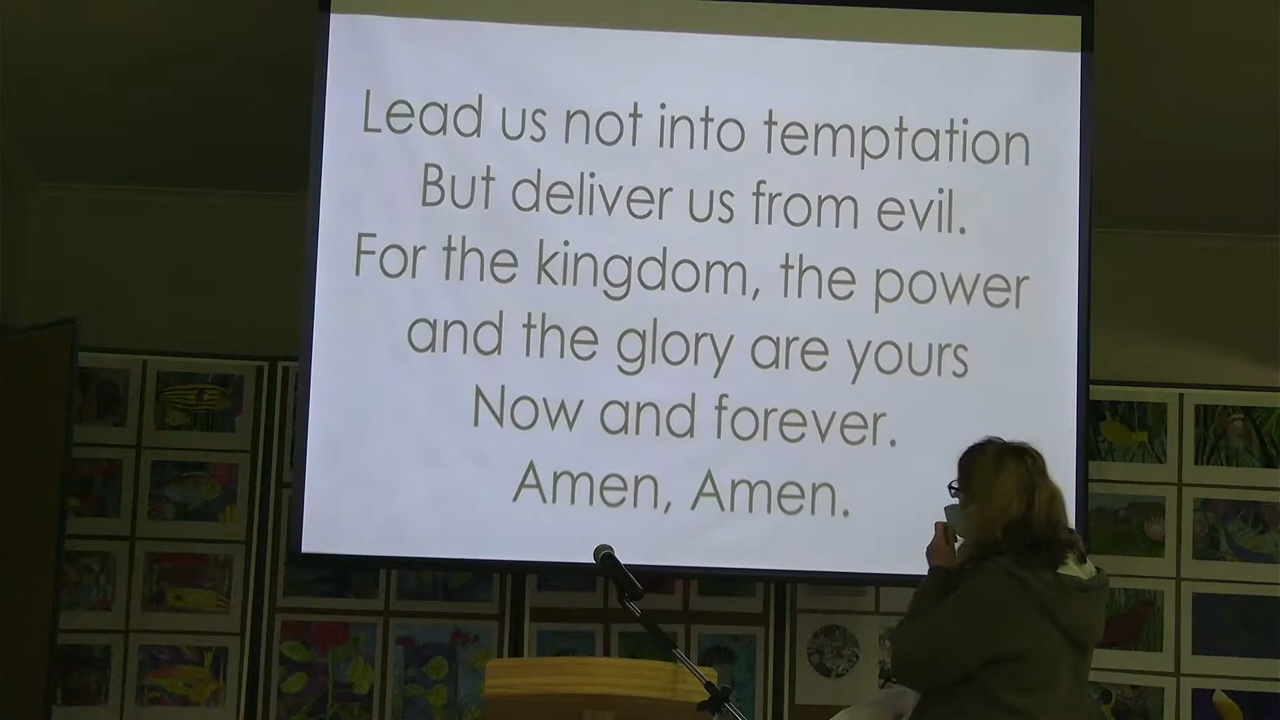 Lead us not into temptation
But deliver us from evil.
For the kingdom, the power
and the glory are yours
Now and forever.
Amen, Amen.